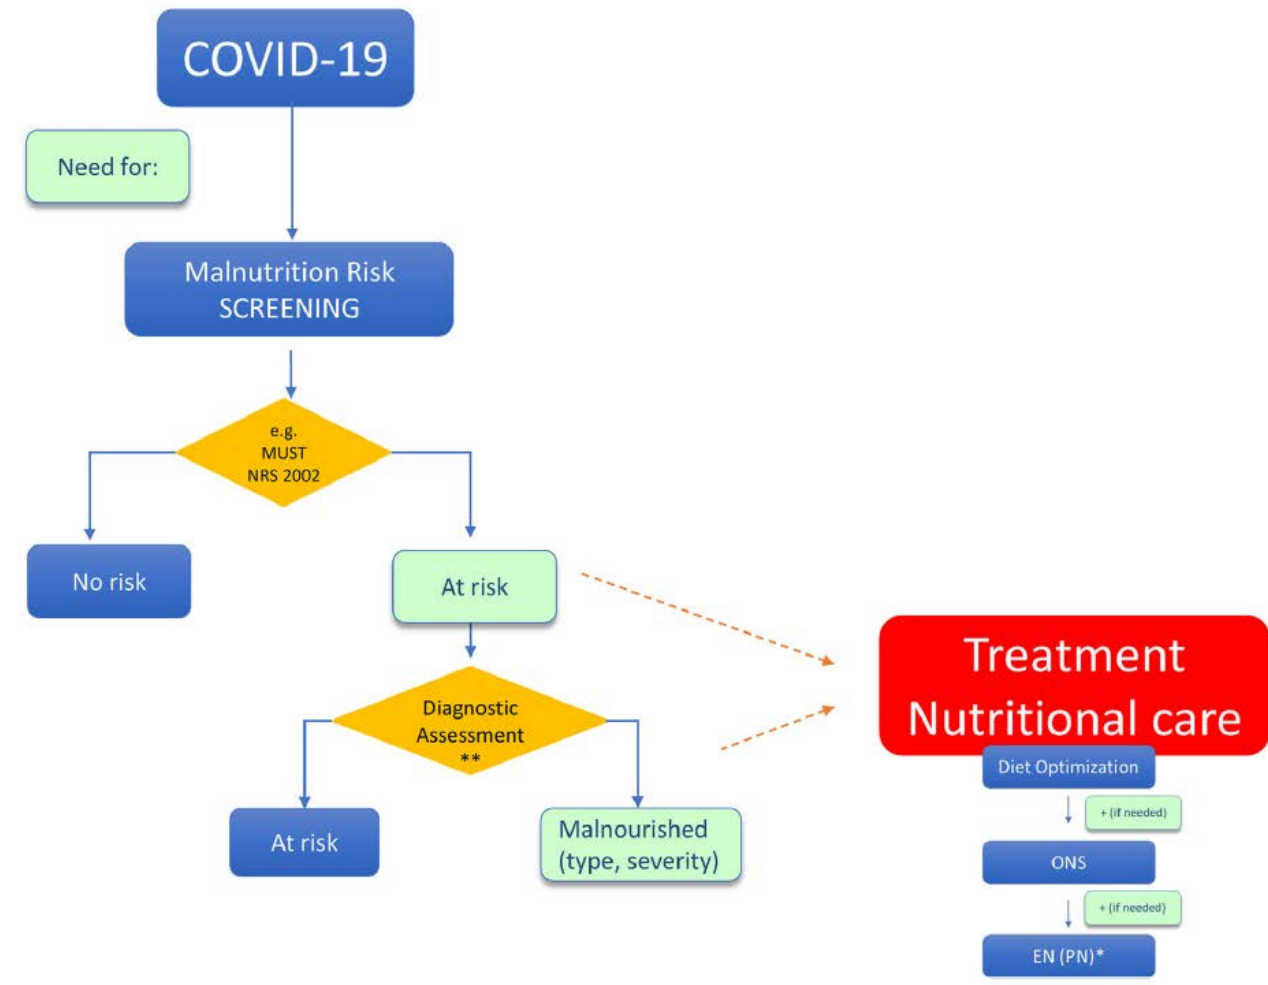 COVID-19
Need for:
Malnutrition Risk
SCREENING
e.g.
MUST
NRS 2002
No risk
At risk
Diagnostic
Assessment
**
At risk
Malnourished
(type, severity)
Treatment
Nutritional care
Diet Optimization
+ (if needed)
ONS
+ (if needed)
EN (PN)*